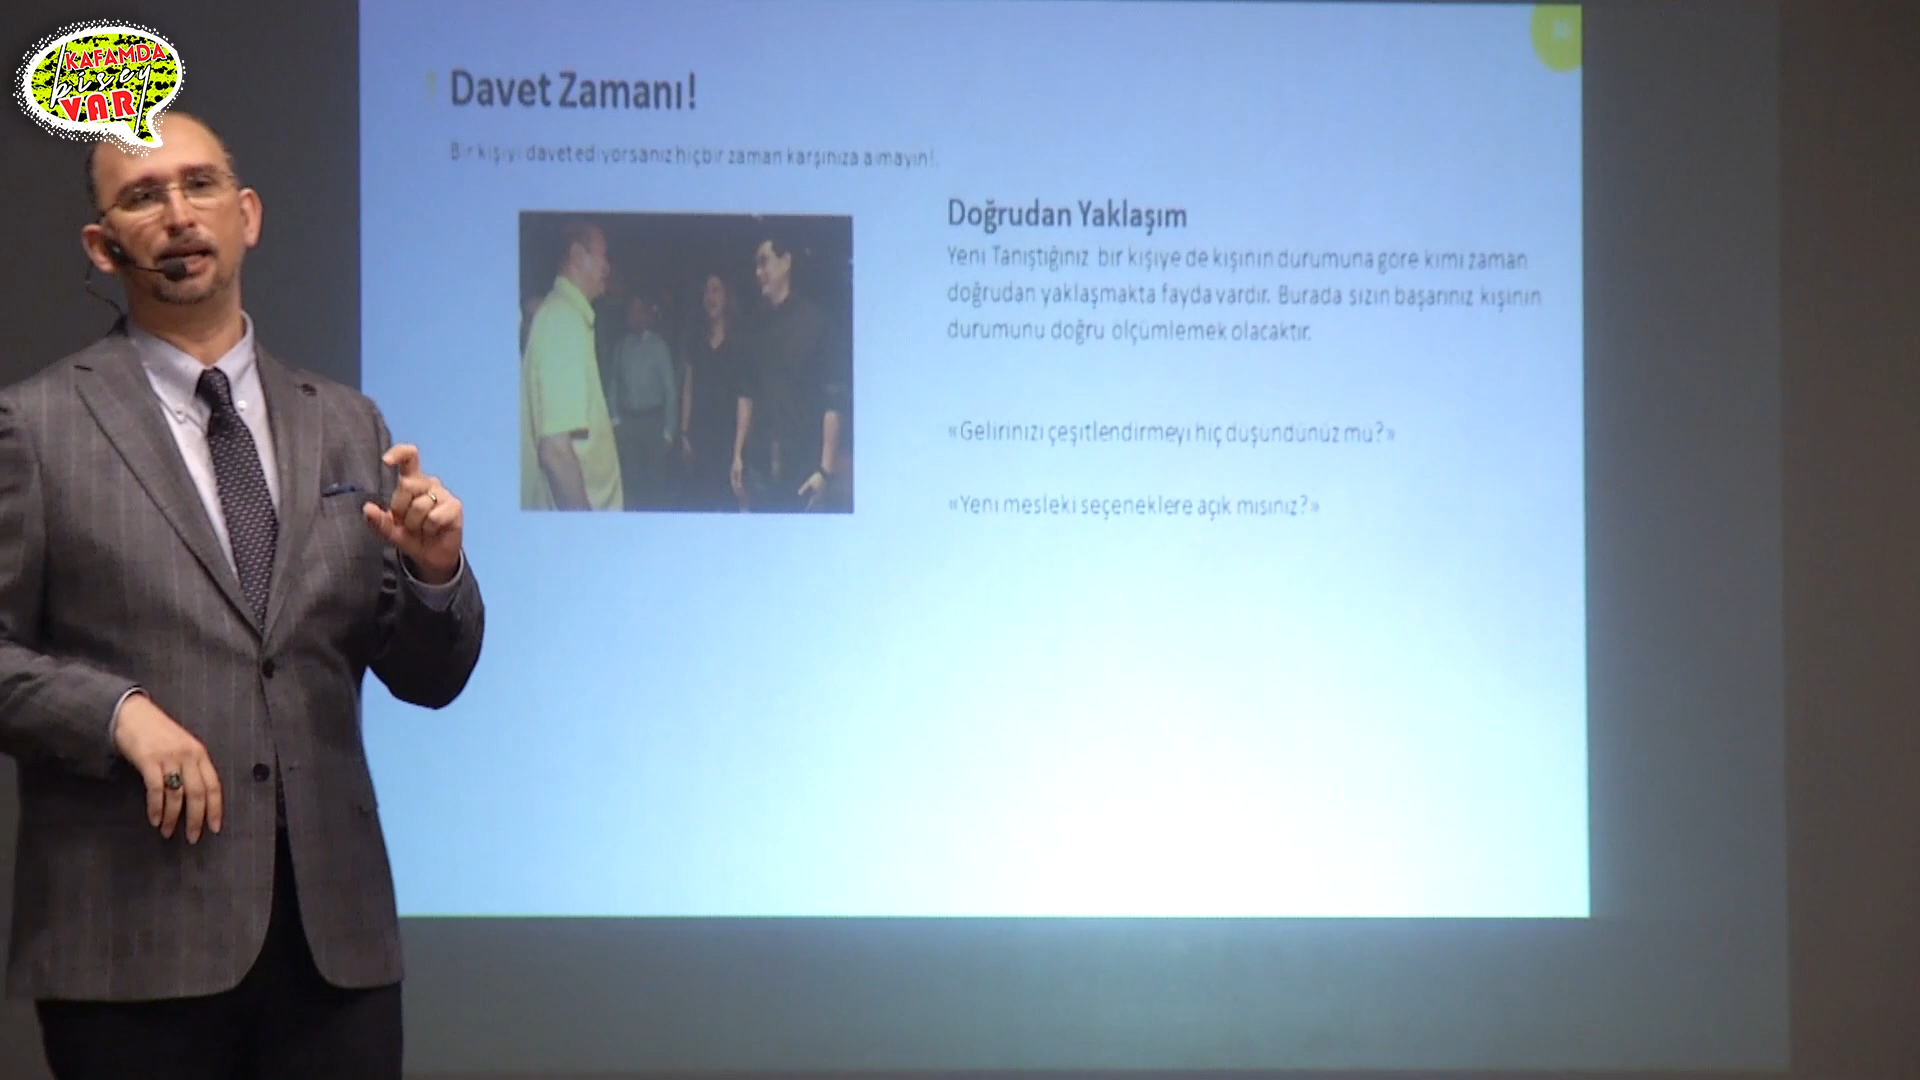 KAFAMDA
bişey
VAR!
Davet Zamanı!
Bir kişiyi davet ediyorsanız hiçbir zaman karşınıza almayın!.
Doğrudan Yaklaşım
Yeni Tanıştığınız bir kişiye de kişinin durumuna göre kimi zaman
doğrudan yaklaşmakta fayda vardır. Burada sizin başarınız kişinin
durumunu doğru ölçümlemek olacaktır.
«Gelirinizi çeşitlendirmeyi hiç düşündünüz mü?»
«Yeni mesleki seçeneklere açık mısınız?»